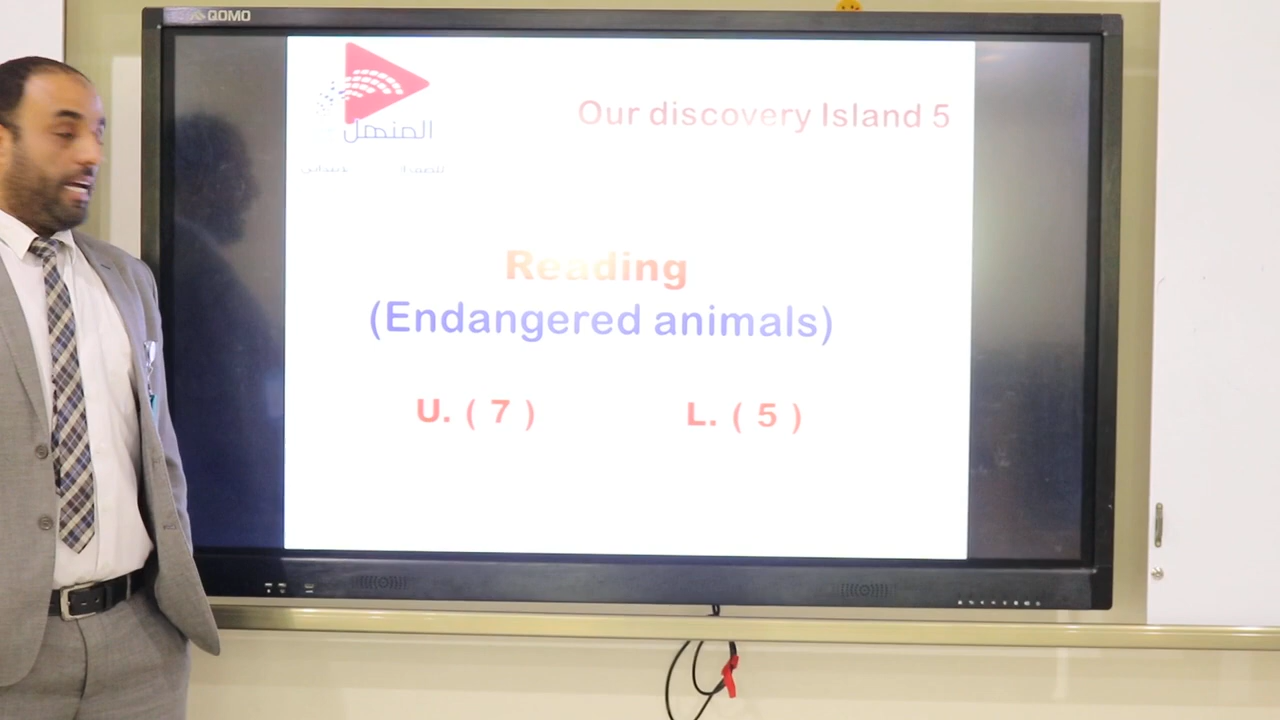 QOMO
المنهل
Our discovery Island 5
Reading
(Endangered animals)
U. ( 7 )
L. ( 5 )